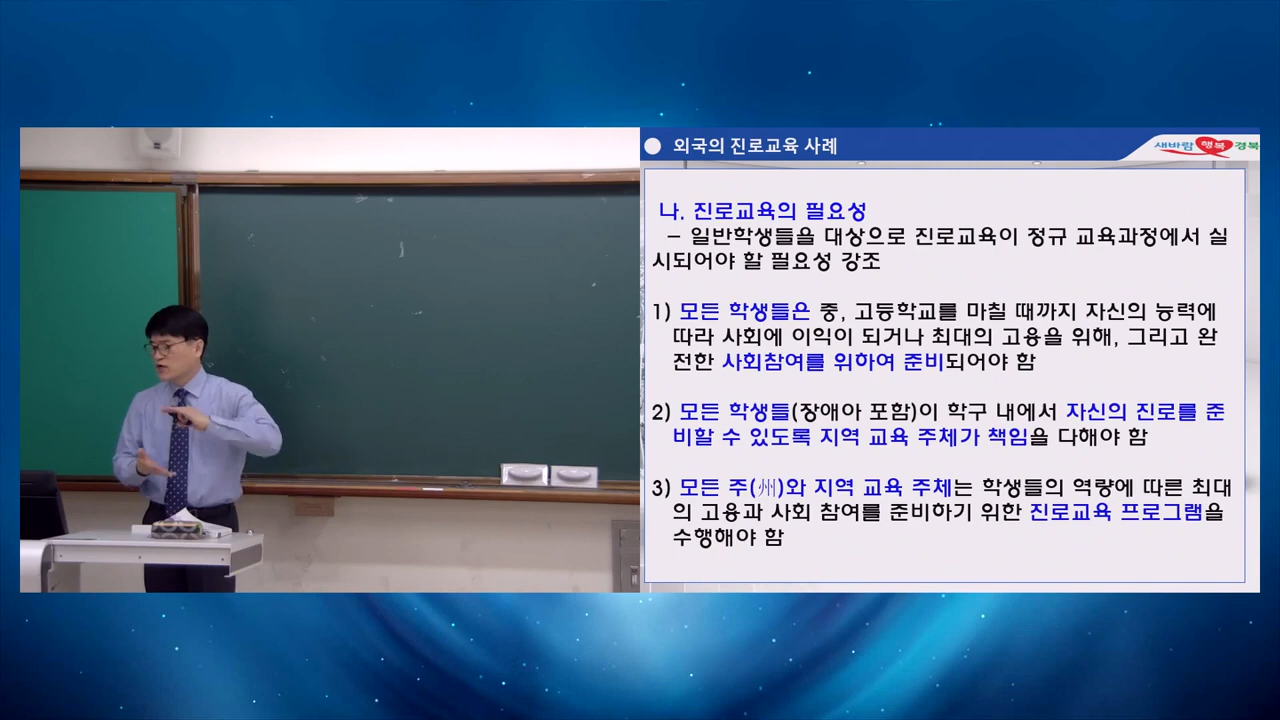 외국의 진로교육 사례
새바람 행복 경북
나. 진로교육의 필요성
– 일반학생들을 대상으로 진로교육이 정규 교육과정에서 실
시되어야 할 필요성 강조
1) 모든 학생들은 중, 고등학교를 마칠 때까지 자신의 능력에
따라 사회에 이익이 되거나 최대의 고용을 위해, 그리고 완
전한 사회참여를 위하여 준비되어야 함
2) 모든 학생들(장애아 포함)이 학구 내에서 자신의 진로를 준
비할 수 있도록 지역 교육 주체가 책임을 다해야 함
3) 모든 주(州)와 지역 교육 주체는 학생들의 역량에 따른 최대
의 고용과 사회 참여를 준비하기 위한 진로교육 프로그램을
수행해야 함